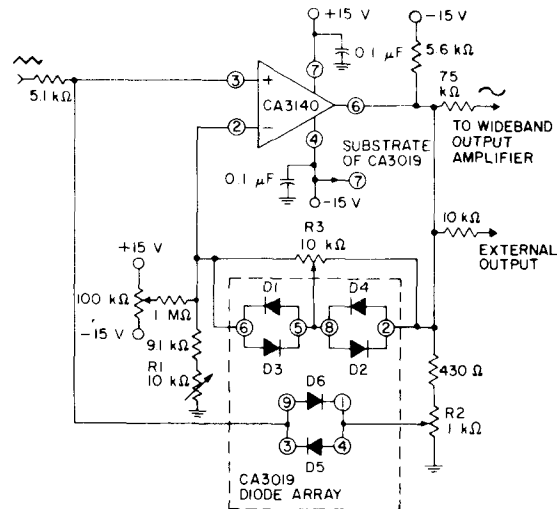 +15 V
-15 V
0.1 µF
5.6 kΩ
7
75
kΩ
5.1 kΩ
3
+
CA3140
6
2
−
4
TO WIDEBAND
OUTPUT
AMPLIFIER
SUBSTRATE
OF CA3019
0.1 µF
7
-15 V
R3
10 kΩ
10 kΩ
EXTERNAL
OUTPUT
+15 V
100 kΩ
1 MΩ
-15 V
D1
D4
6
5
8
2
D3
D2
9.1 kΩ
R1
10 kΩ
430 Ω
D6
9
1
R2
1 kΩ
3
4
D5
CA3019
DIODE ARRAY